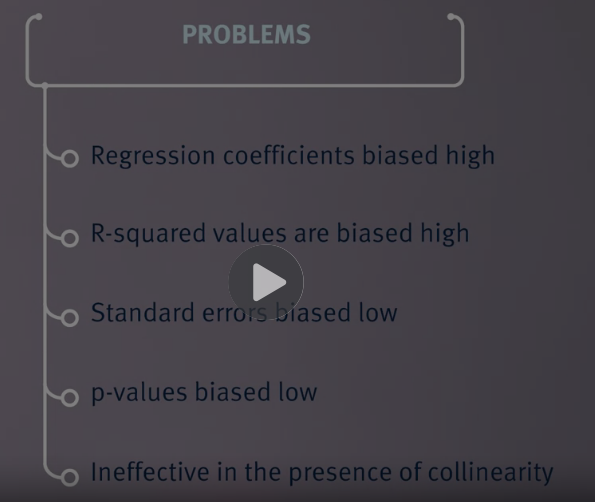 PROBLEMS
Regression coefficients biased high
R-squared values are biased high
Standard errors biased low
p-values biased low
Ineffective in the presence of collinearity